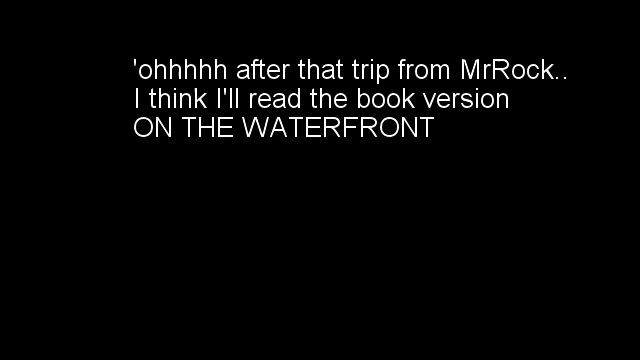 'ohhhhh after that trip from MrRock..
I think I'll read the book version
ON THE WATERFRONT